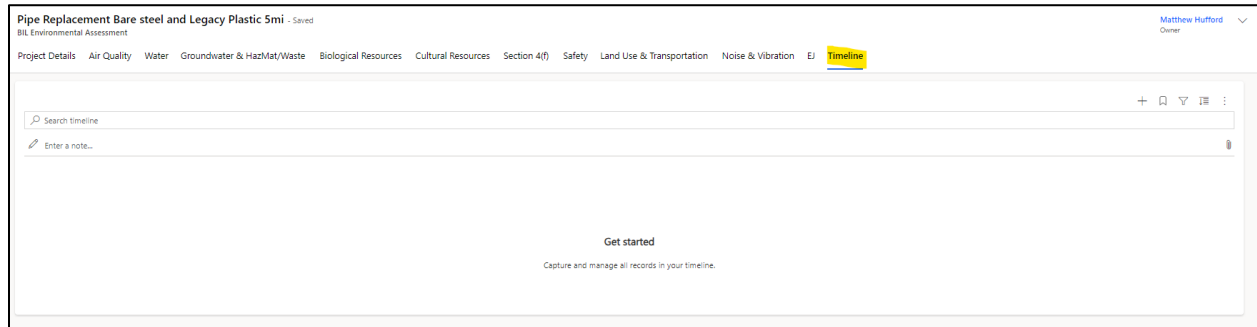 Pipe Replacement Bare steel and Legacy Plastic 5mi - Saved
BIL Environmental Assessment
Matthew Hufford
Owner
Project Details Air Quality Water Groundwater & HazMat/Waste Biological Resources Cultural Resources Section 4(f) Safety Land Use & Transportation Noise & Vibration EJ Timeline
Search timeline
Enter a note...
Get started
Capture and manage all records in your timeline.